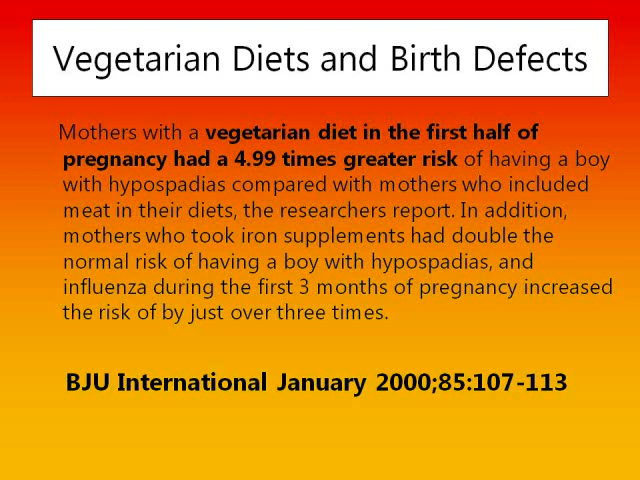 Vegetarian Diets and Birth Defects
Mothers with a vegetarian diet in the first half of
pregnancy had a 4.99 times greater risk of having a boy
with hypospadias compared with mothers who included
meat in their diets, the researchers report. In addition,
mothers who took iron supplements had double the
normal risk of having a boy with hypospadias, and
influenza during the first 3 months of pregnancy increased
the risk of by just over three times.
BJU International January 2000;85:107-113